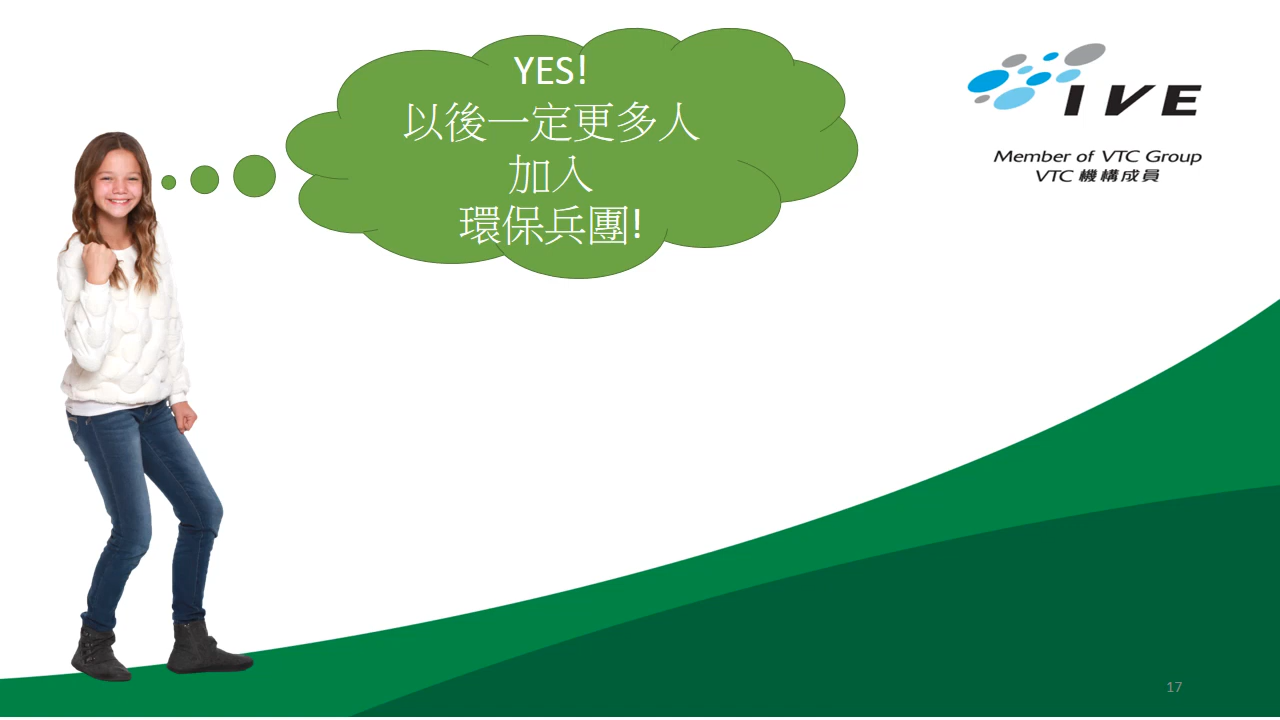 YES!
以後一定更多人
加入
環保兵團!
IVE
Member of VTC Group
VTC 機構成員
17